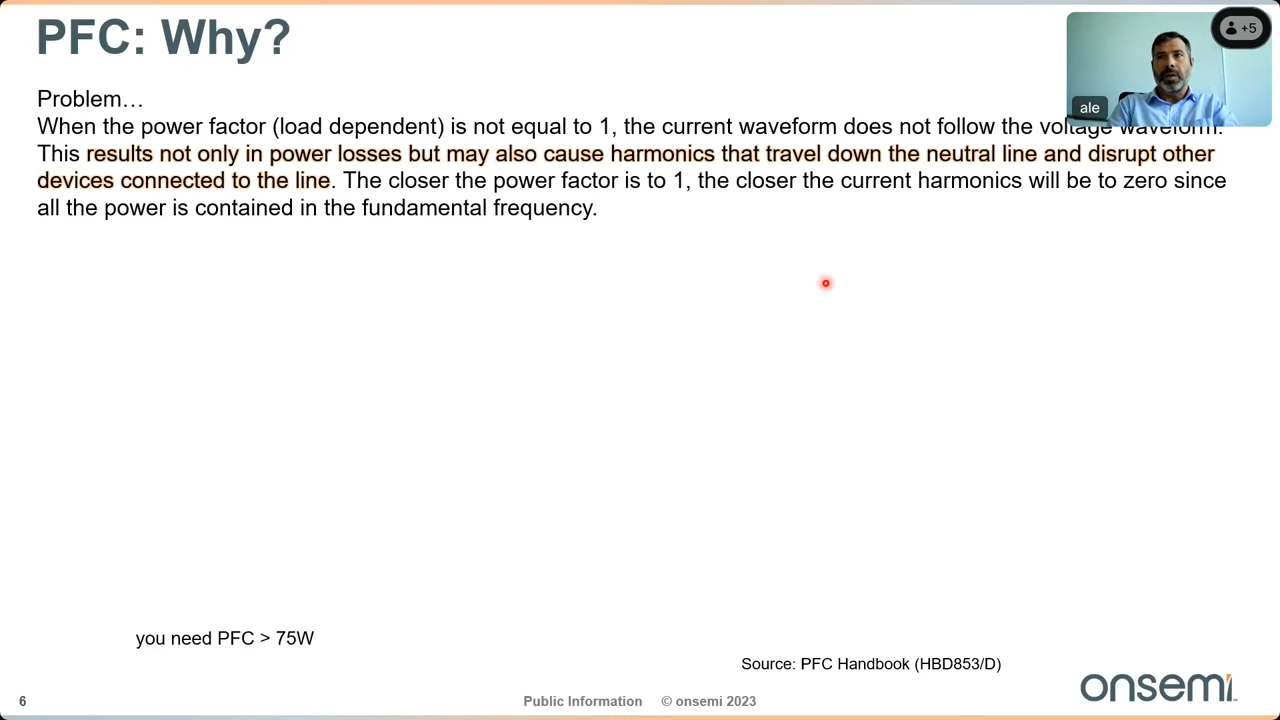 PFC: Why?
+5
ale
Problem…
When the power factor (load dependent) is not equal to 1, the current waveform does not follow the voltage waveform.
This results not only in power losses but may also cause harmonics that travel down the neutral line and disrupt other
devices connected to the line. The closer the power factor is to 1, the closer the current harmonics will be to zero since
all the power is contained in the fundamental frequency.
you need PFC > 75W
Source: PFC Handbook (HBD853/D)
onsemi™
6
Public Information © onsemi 2023